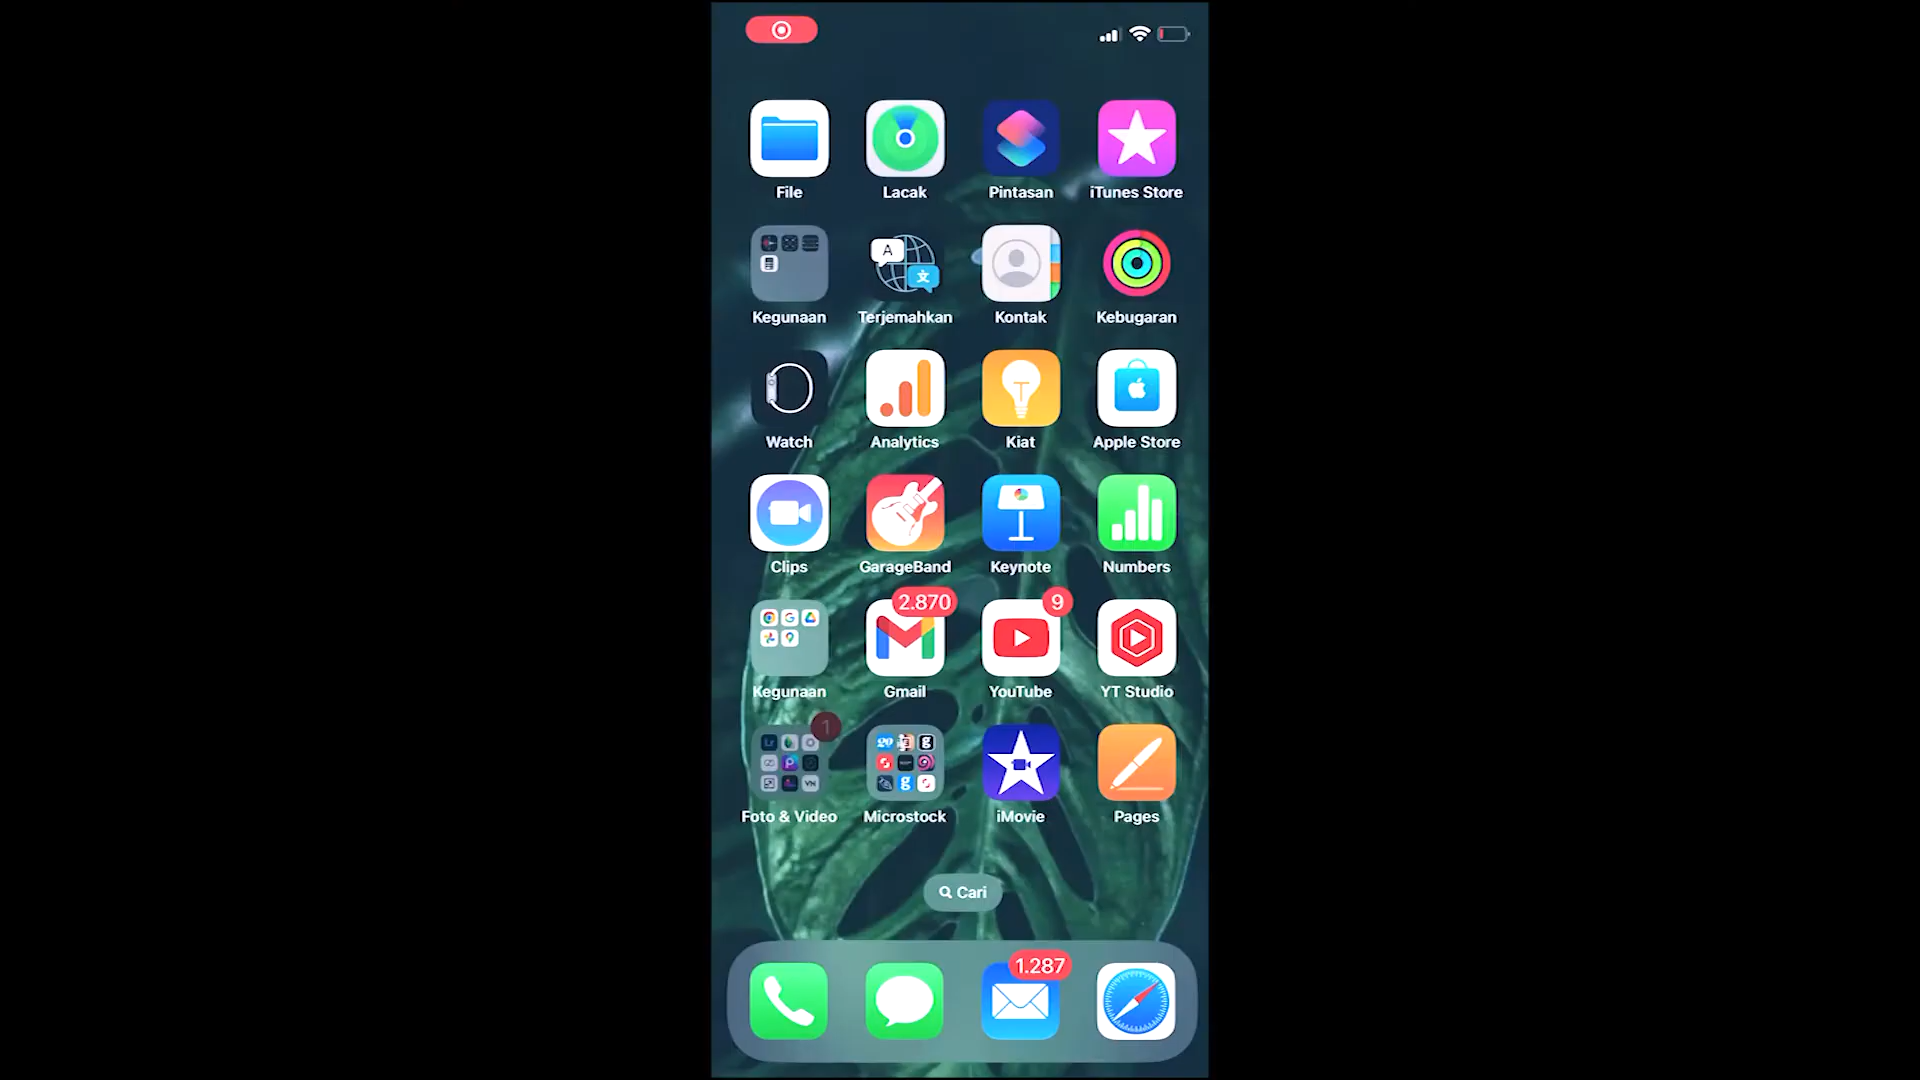 File Lacak Pintasan iTunes Store
A 文
Kegunaan Terjemahkan Kontak Kebugaran
Watch Analytics Kiat Apple Store
Clips GarageBand Keynote Numbers
2.870 9
Kegunaan Gmail YouTube YT Studio
1
Foto & Video Microstock iMovie Pages
Cari
1.287